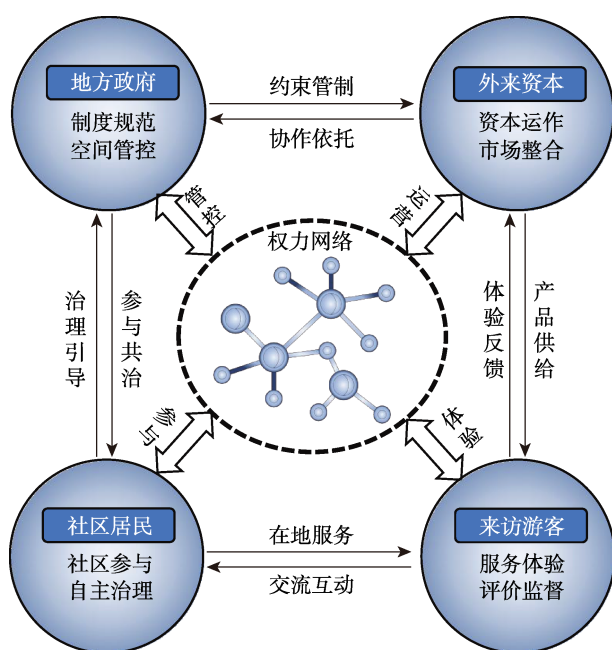 地方政府
制度规范
空间管控
约束管制
协作依托
外来资本
资本运作
市场整合
管控
运营
权力网络
治理引导
参与共治
体验反馈
产品供给
参与
体验
社区居民
社区参与
自主治理
在地服务
交流互动
来访游客
服务体验
评价监督